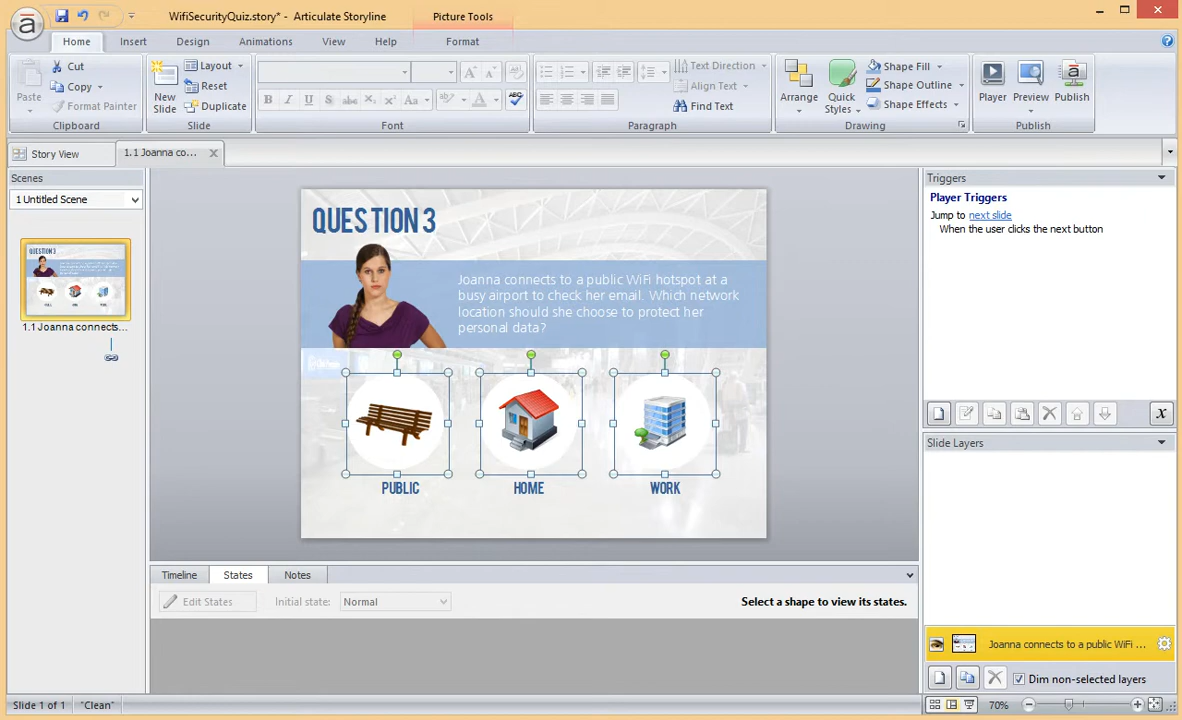 WifiSecurityQuiz.story* - Articulate Storyline
Picture Tools
Home
Insert
Design
Animations
View
Help
Format
Paste
Cut
Copy
Format Painter
Clipboard
New Slide
Layout
Reset
Duplicate
Slide
Font
Text Direction
Align Text
Find Text
Paragraph
Arrange
Quick Styles
Shape Fill
Shape Outline
Shape Effects
Drawing
Player
Preview
Publish
Publish
Story View
1.1 Joanna co...
Scenes
1 Untitled Scene
1.1 Joanna connects...
QUESTION 3
Joanna connects to a public WiFi hotspot at a
busy airport to check her email. Which network
location should she choose to protect her
personal data?
PUBLIC
HOME
WORK
Triggers
Player Triggers
Jump to next slide
When the user clicks the next button
Slide Layers
Joanna connects to a public WiFi ...
Dim non-selected layers
Timeline
States
Notes
Edit States
Initial state:
Normal
Select a shape to view its states.
Slide 1 of 1
"Clean"
70%